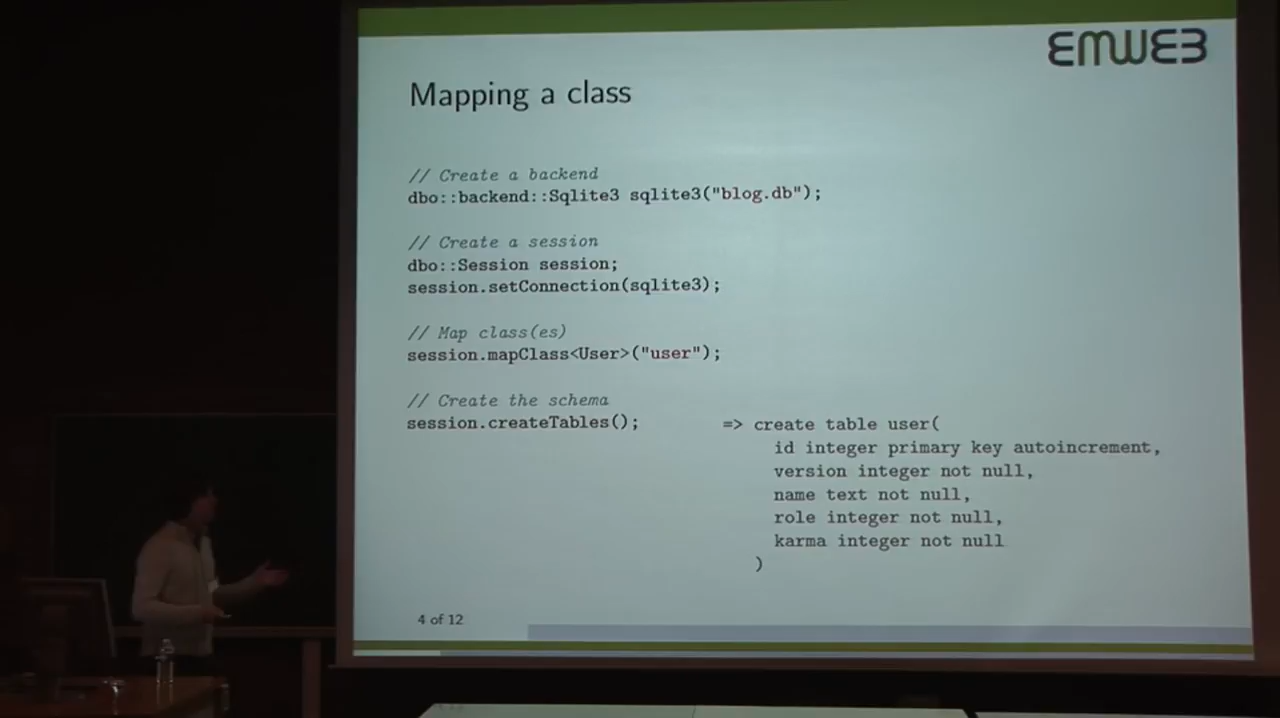 EMWEB
Mapping a class
// Create a backend
dbo::backend::Sqlite3 sqlite3("blog.db");
// Create a session
dbo::Session session;
session.setConnection(sqlite3);
// Map class(es)
session.mapClass<User>("user");
// Create the schema
session.createTables();
=> create table user(
id integer primary key autoincrement,
version integer not null,
name text not null,
role integer not null,
karma integer not null
)
4 of 12